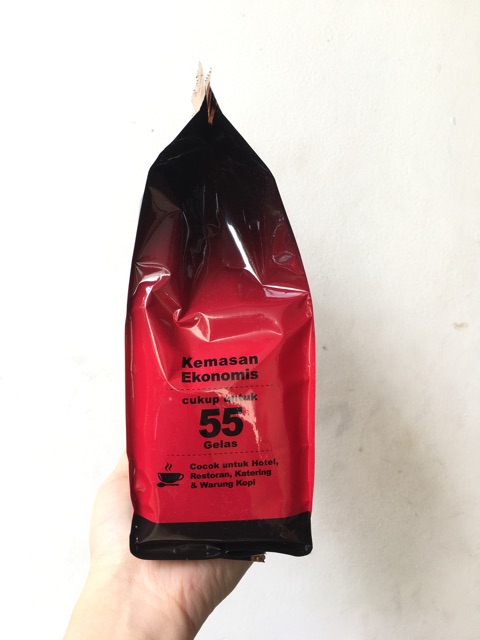 Kemasan
Ekonomis
cukup untuk
55
Gelas
Cocok untuk Hotel,
Restoran, Katering
& Warung Kopi